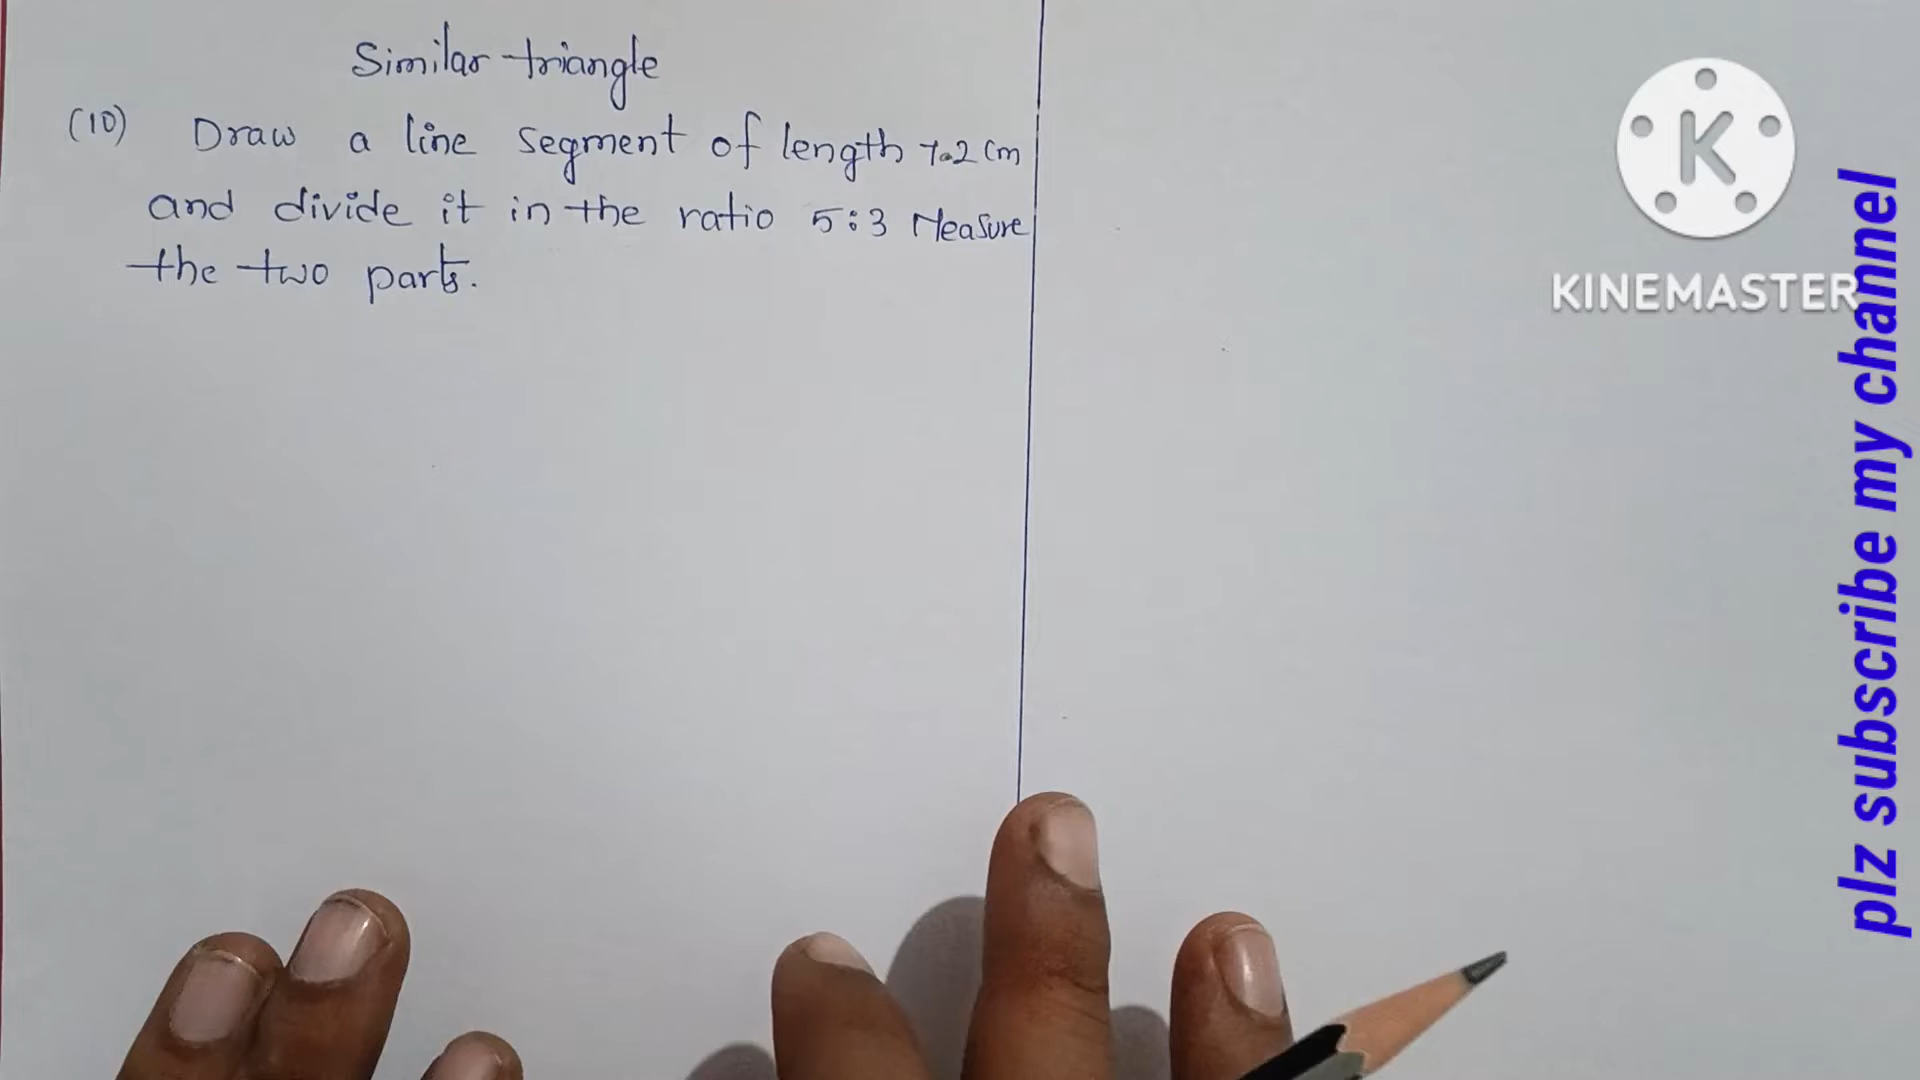 Similar triangle
(10) Draw a line segment of length 7.2 cm
and divide it in the ratio 5:3 Measure
the two parts.
K
KINEMASTER
plz subscribe my channel